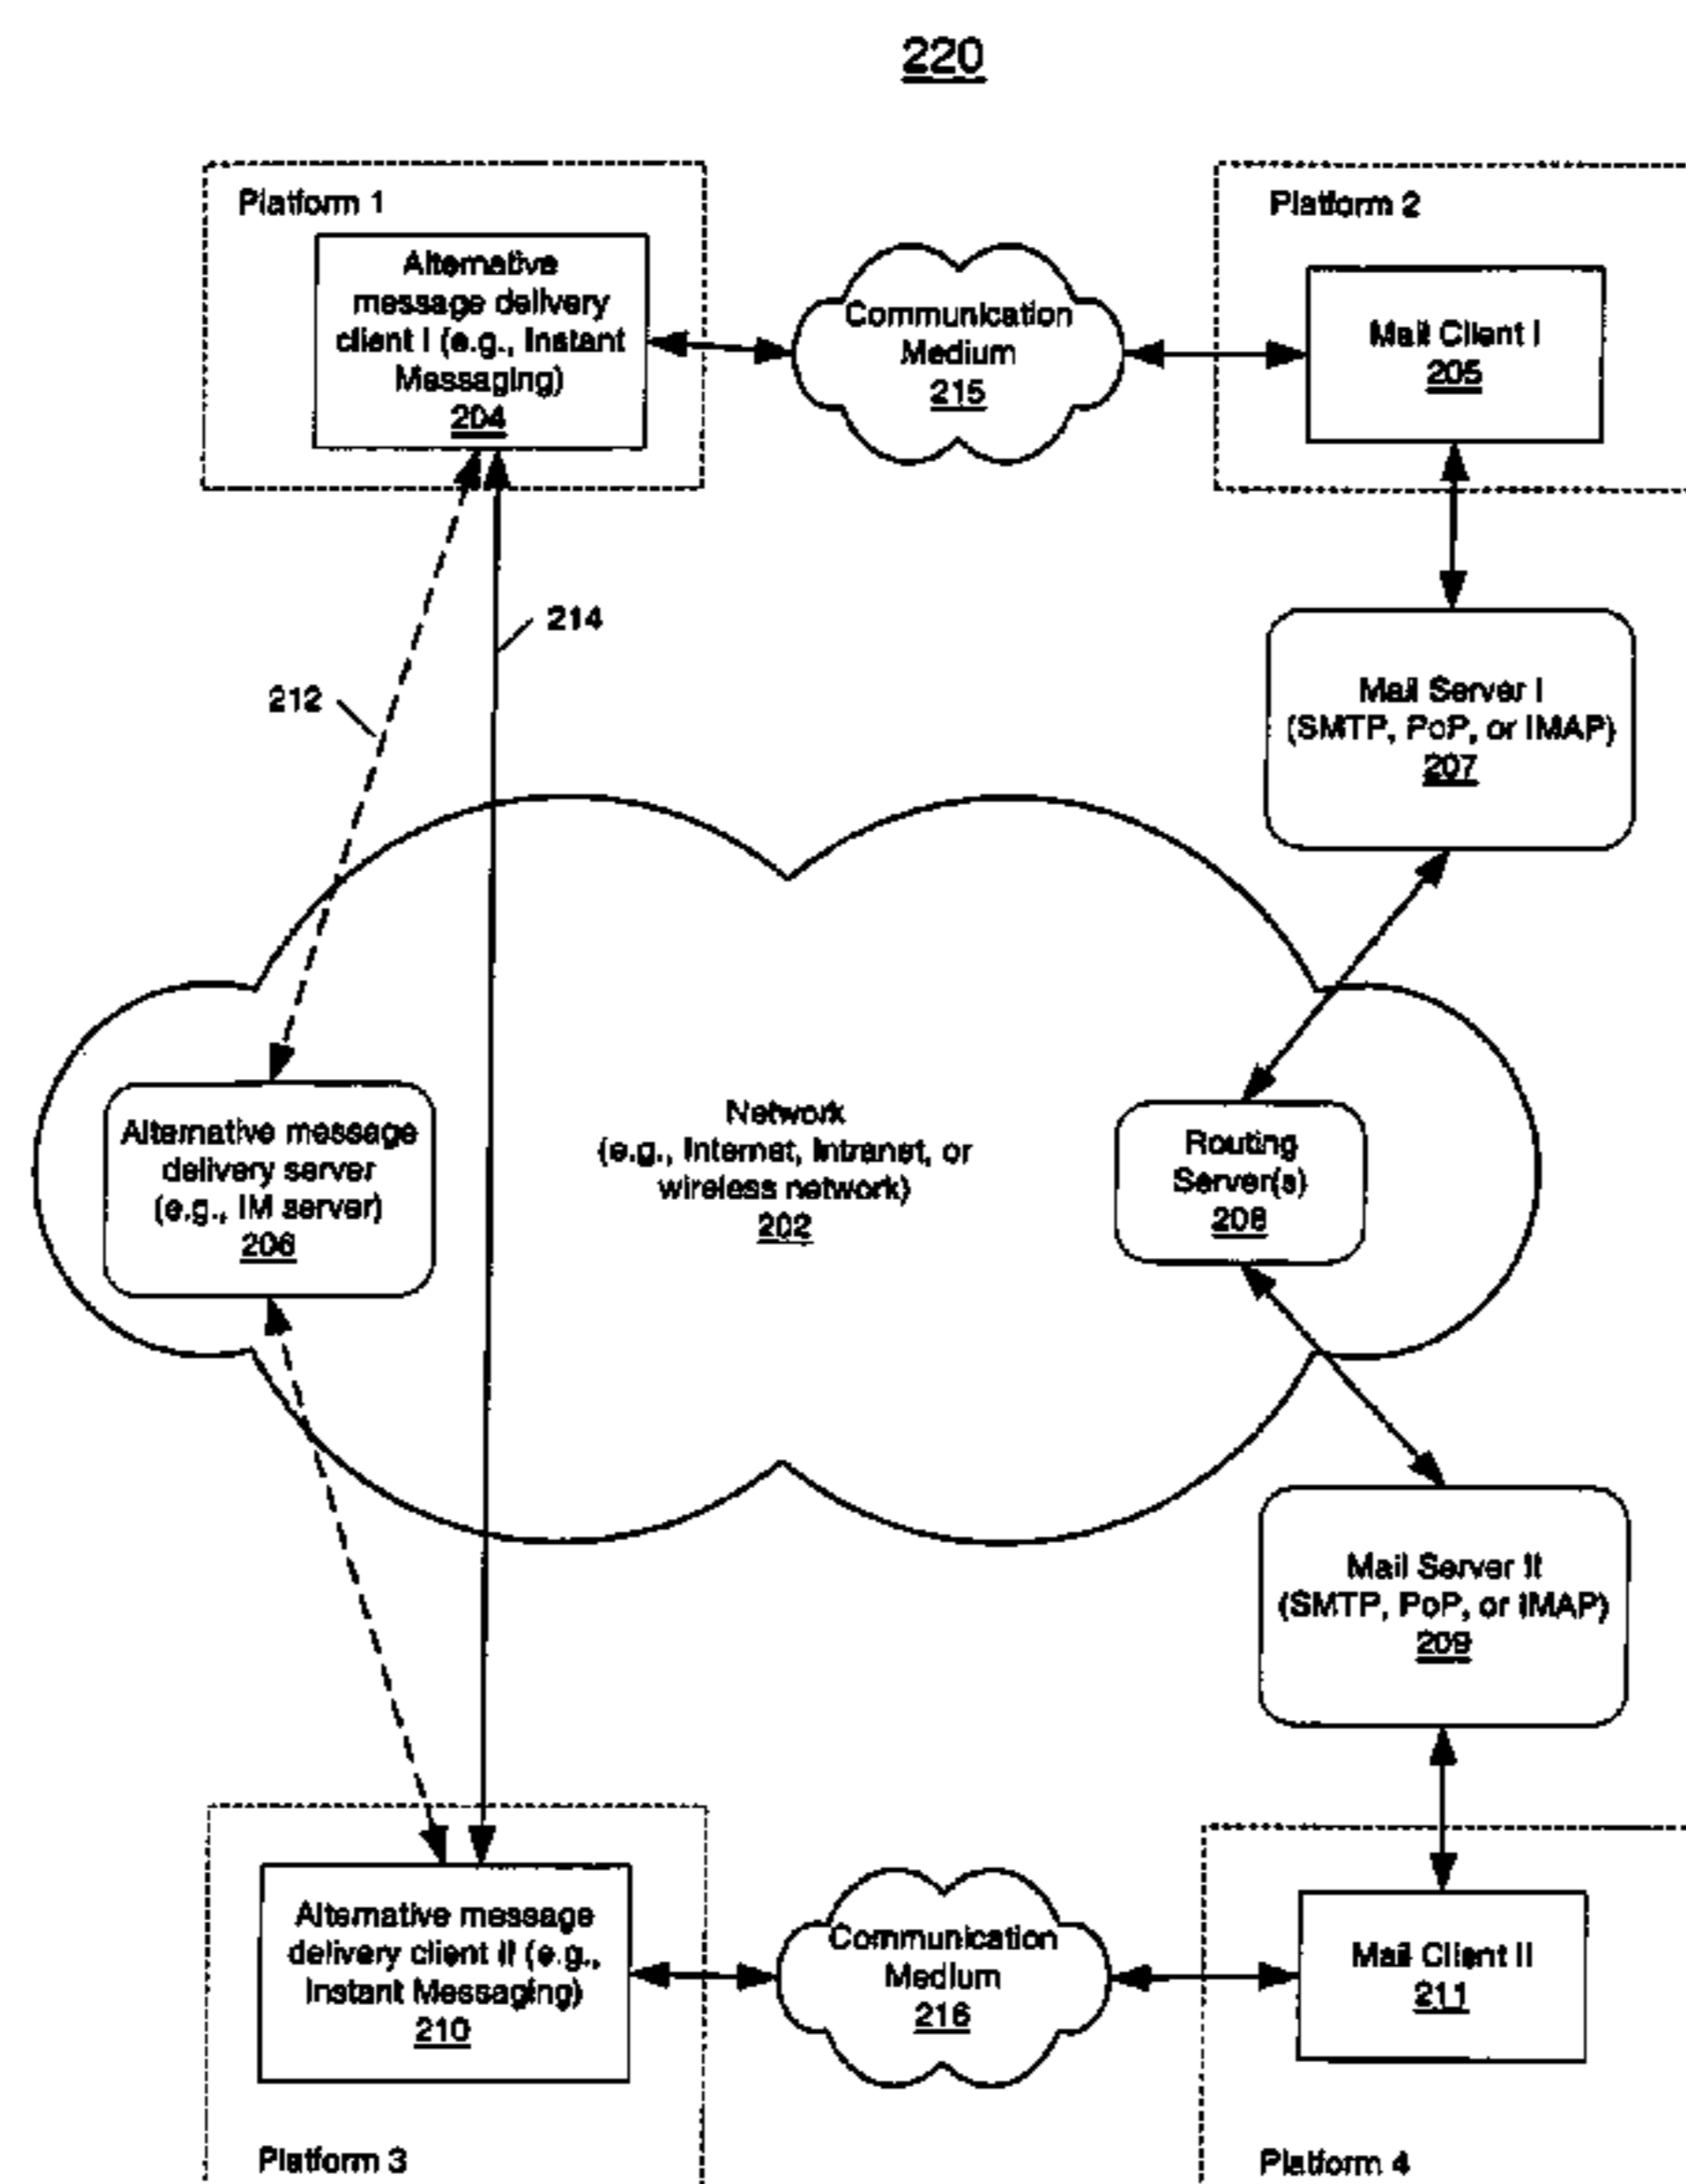 220
Platform 1
Platform 2
Alternative
message delivery
client I (e.g., Instant
Messaging)
204
Communication
Medium
215
Mail Client I
205
214
212
Mail Server I
(SMTP, PoP, or IMAP)
207
Alternative message
delivery server
(e.g., IM server)
206
Network
(e.g., Internet, Intranet, or
wireless network)
202
Routing
Server(s)
208
Mail Server II
(SMTP, PoP, or IMAP)
209
Alternative message
delivery client II (e.g.,
Instant Messaging)
210
Communication
Medium
216
Mail Client II
211
Platform 3
Platform 4